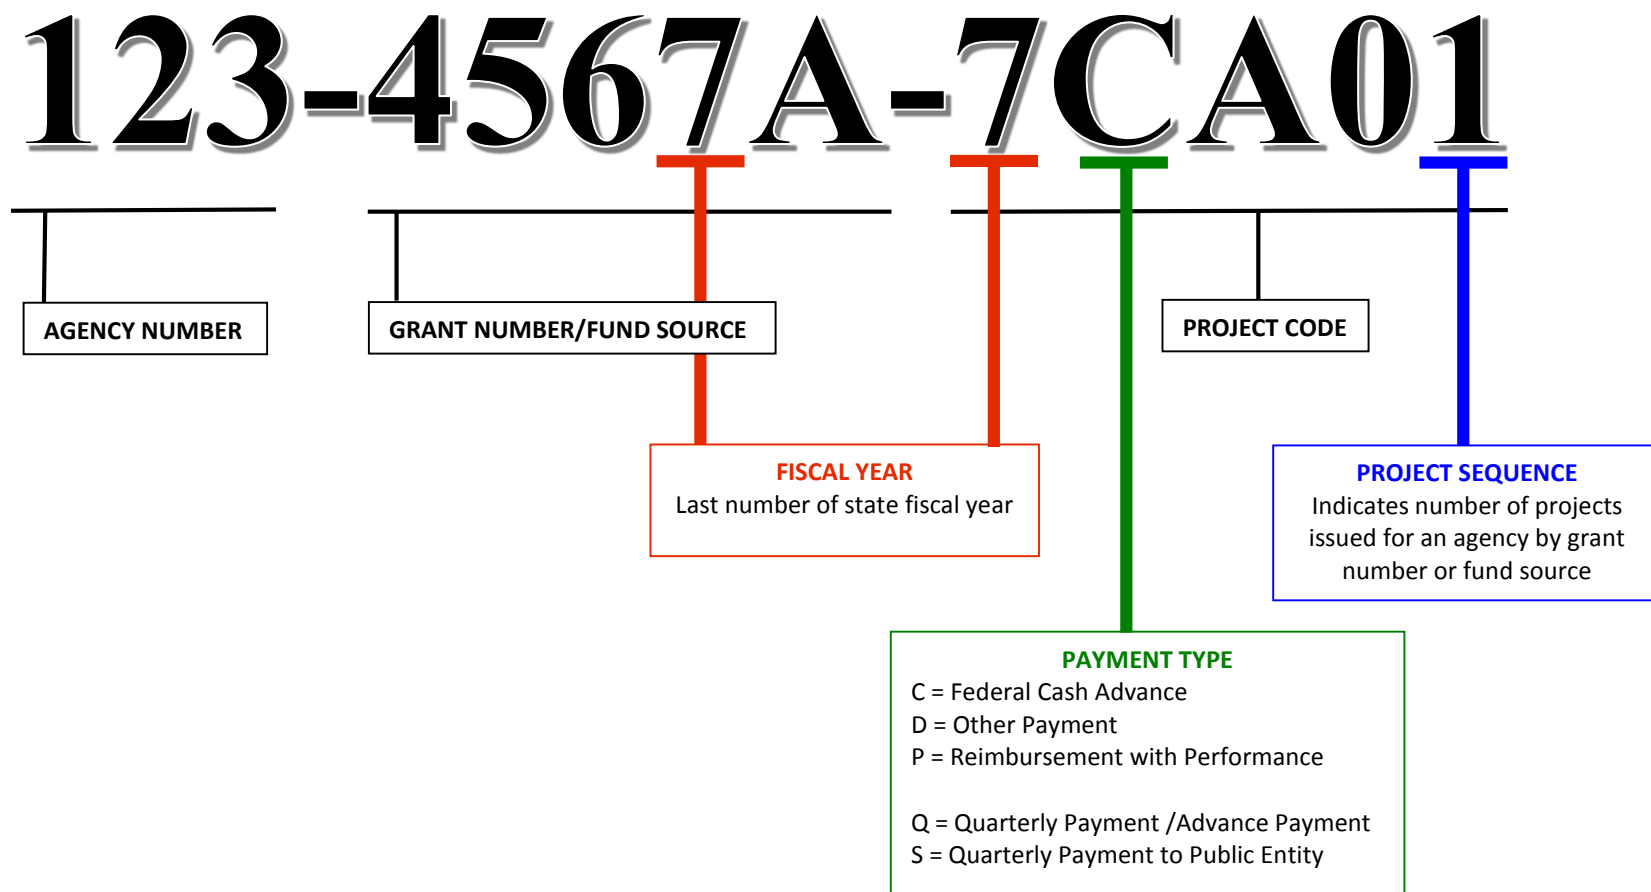 123-4567A-7CA01
AGENCY NUMBER
GRANT NUMBER/FUND SOURCE
PROJECT CODE
FISCAL YEAR
Last number of state fiscal year
PROJECT SEQUENCE
Indicates number of projects
issued for an agency by grant
number or fund source
PAYMENT TYPE
C = Federal Cash Advance
D = Other Payment
P = Reimbursement with Performance
Q = Quarterly Payment /Advance Payment
S = Quarterly Payment to Public Entity